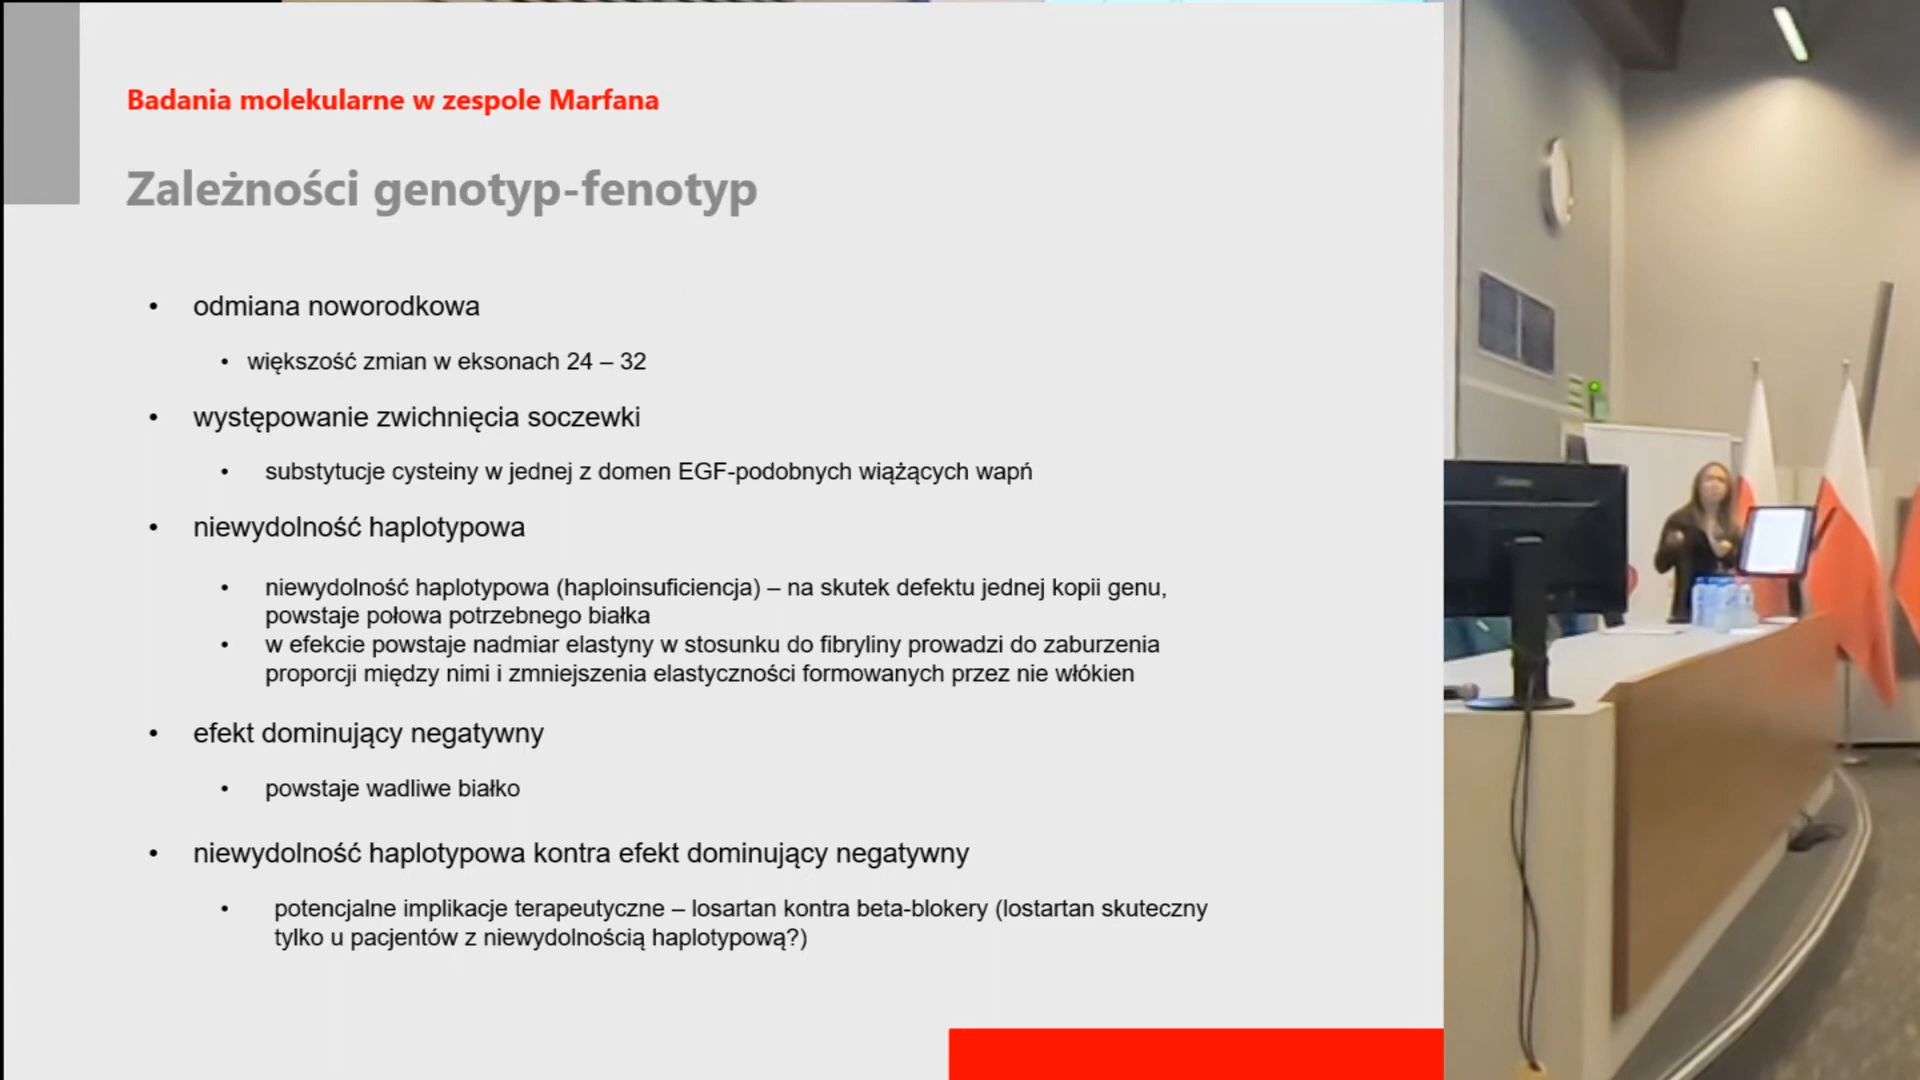 Badania molekularne w zespole Marfana
Zależności genotyp-fenotyp
• odmiana noworodkowa
• większość zmian w eksonach 24 – 32
• występowanie zwichnięcia soczewki
• substytucje cysteiny w jednej z domen EGF-podobnych wiążących wapń
• niewydolność haplotypowa
• niewydolność haplotypowa (haploinsuficiencja) – na skutek defektu jednej kopii genu,
powstaje połowa potrzebnego białka
• w efekcie powstaje nadmiar elastyny w stosunku do fibryliny prowadzi do zaburzenia
proporcji między nimi i zmniejszenia elastyczności formowanych przez nie włókien
• efekt dominujący negatywny
• powstaje wadliwe białko
• niewydolność haplotypowa kontra efekt dominujący negatywny
• potencjalne implikacje terapeutyczne – losartan kontra beta-blokery (lostartan skuteczny
tylko u pacjentów z niewydolnością haplotypową?)